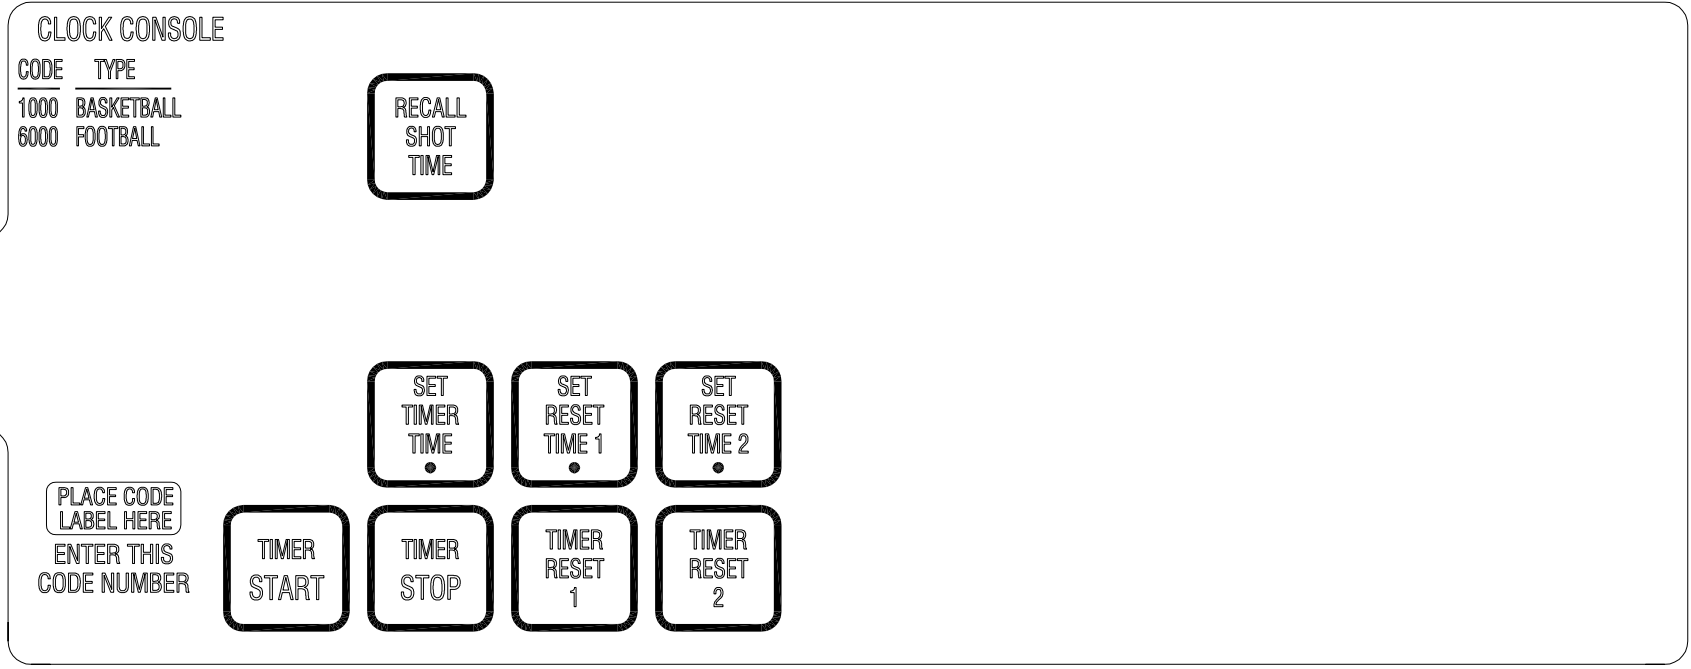 CLOCK CONSOLE
CODE TYPE
1000 BASKETBALL
6000 FOOTBALL
RECALL
SHOT
TIME
SET
TIMER
TIME
SET
RESET
TIME 1
SET
RESET
TIME 2
PLACE CODE
LABEL HERE
ENTER THIS
CODE NUMBER
TIMER
START
TIMER
STOP
TIMER
RESET
1
TIMER
RESET
2